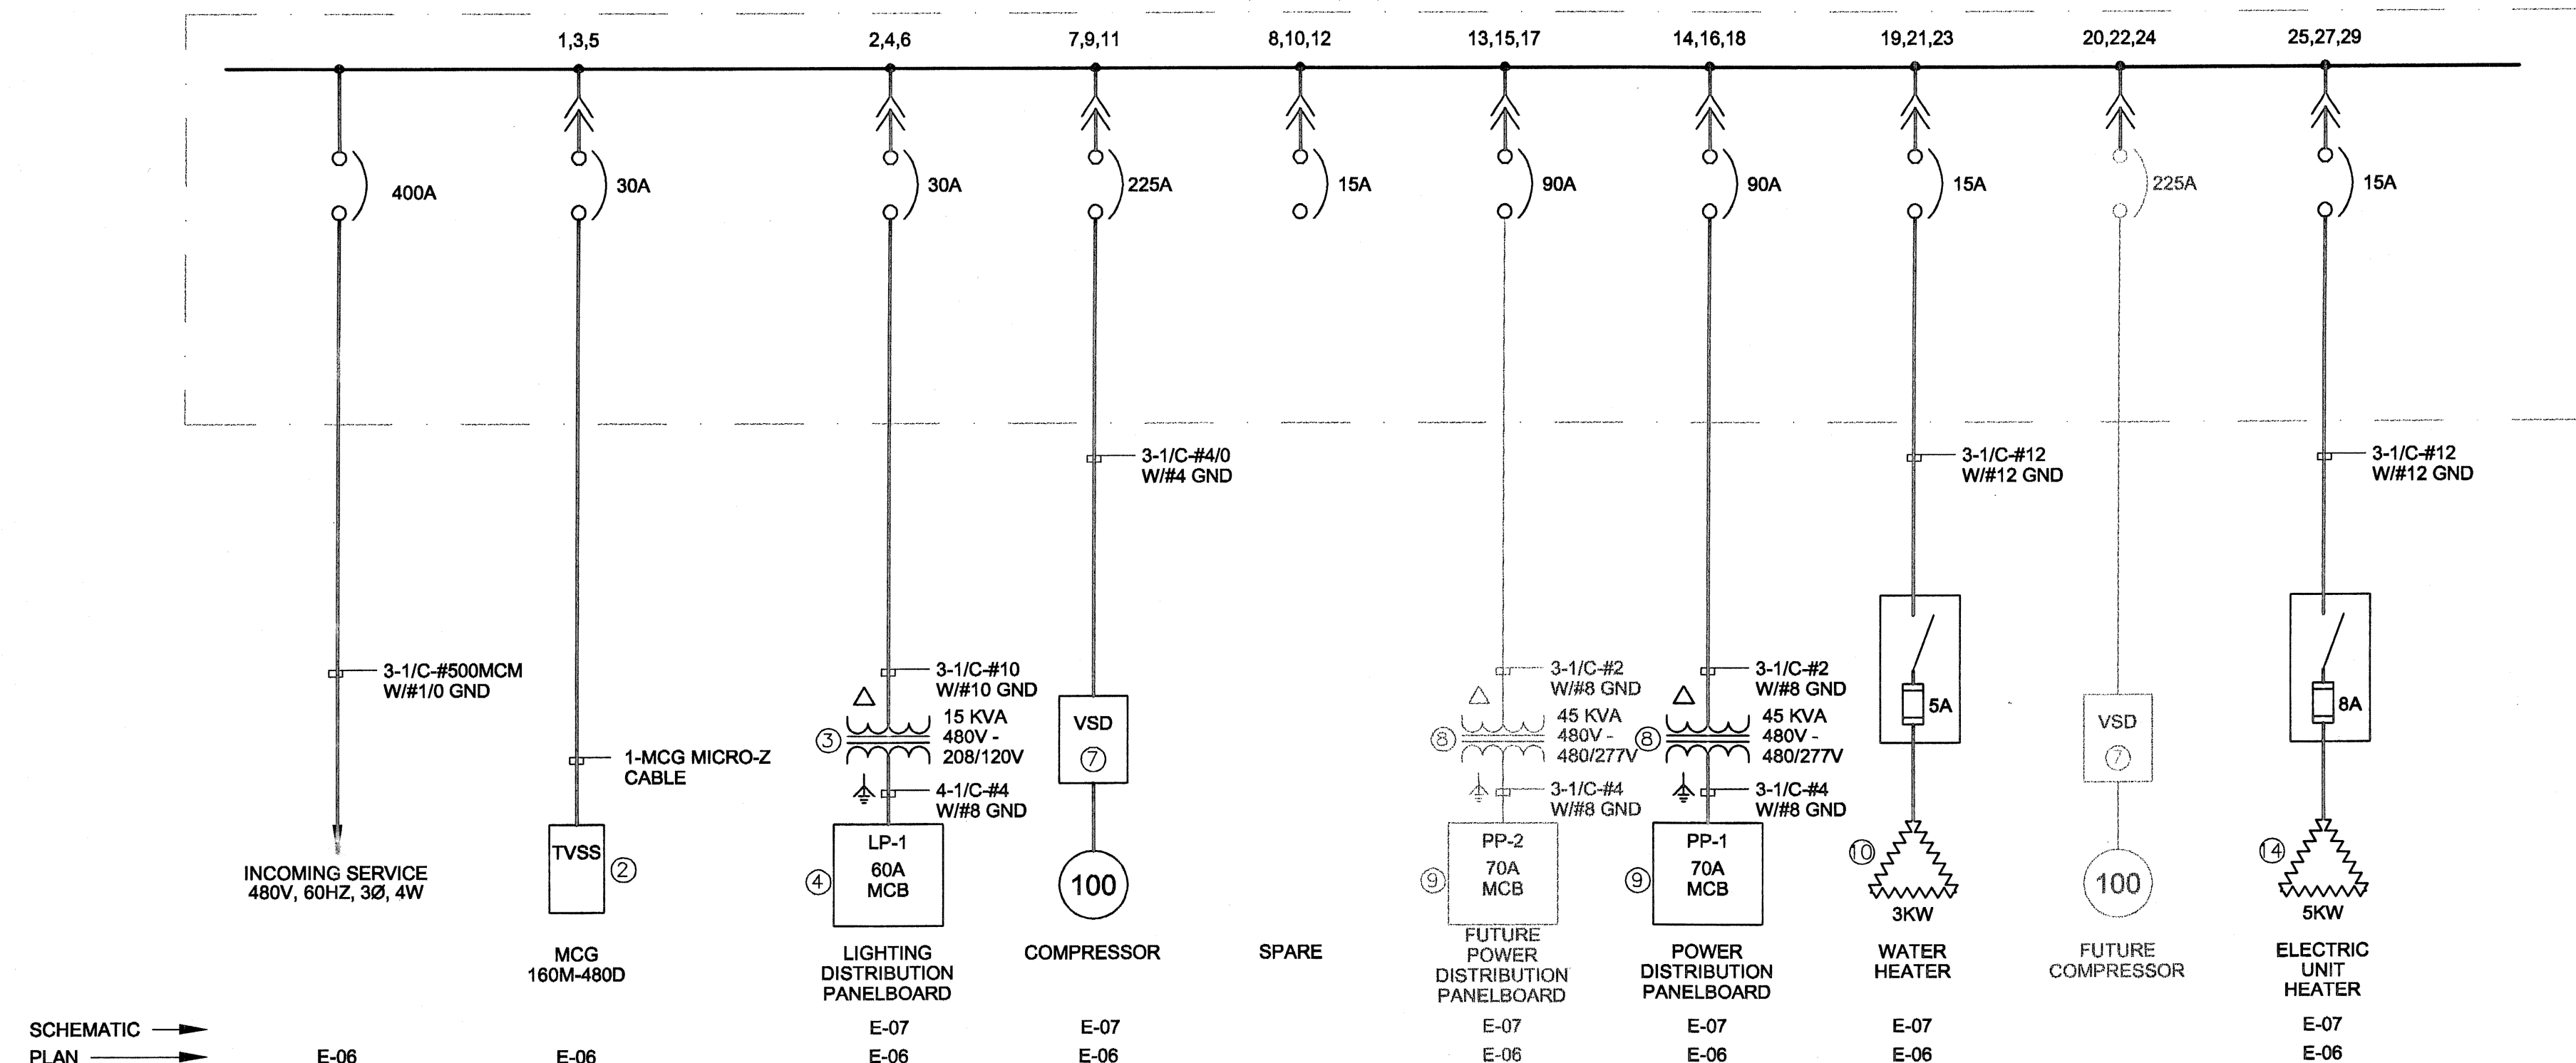 1,3,5
2,4,6
7,9,11
8,10,12
13,15,17
14,16,18
19,21,23
20,22,24
25,27,29
400A
30A
30A
225A
15A
90A
90A
15A
225A
15A
3-1/C-#4/0
W/#4 GND
3-1/C-#12
W/#12 GND
3-1/C-#12
W/#12 GND
3-1/C-#500MCM
W/#1/0 GND
1-MCG MICRO-Z
CABLE
3-1/C-#10
W/#10 GND
15 KVA
480V -
208/120V
3
4-1/C-#4
W/#8 GND
VSD
7
3-1/C-#2
W/#8 GND
45 KVA
480V -
480/277V
8
3-1/C-#4
W/#8 GND
3-1/C-#2
W/#8 GND
45 KVA
480V -
480/277V
8
3-1/C-#4
W/#8 GND
5A
VSD
7
8A
INCOMING SERVICE
480V, 60HZ, 3Ø, 4W
TVSS
2
LP-1
60A
MCB
4
100
PP-2
70A
MCB
9
PP-1
70A
MCB
9
10
3KW
100
14
5KW
MCG
160M-480D
LIGHTING
DISTRIBUTION
PANELBOARD
COMPRESSOR
SPARE
FUTURE
POWER
DISTRIBUTION
PANELBOARD
POWER
DISTRIBUTION
PANELBOARD
WATER
HEATER
FUTURE
COMPRESSOR
ELECTRIC
UNIT
HEATER
SCHEMATIC
E-07
E-07
E-07
E-07
E-07
E-07
PLAN
E-06
E-06
E-06
E-06
E-06
E-06
E-06
E-06